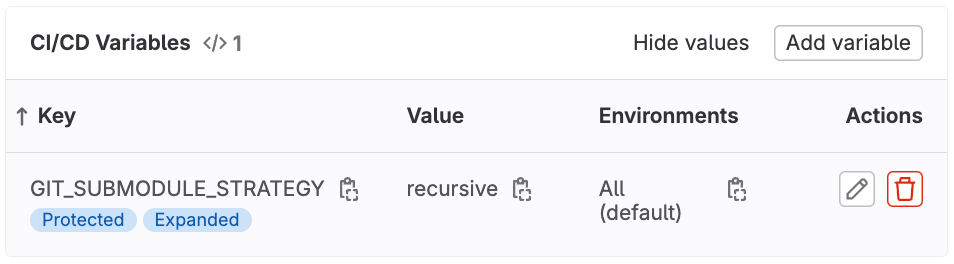 CI/CD Variables </> 1 Hide values Add variable
↑ Key Value Environments Actions
GIT_SUBMODULE_STRATEGY recursive All
(default)
Protected Expanded